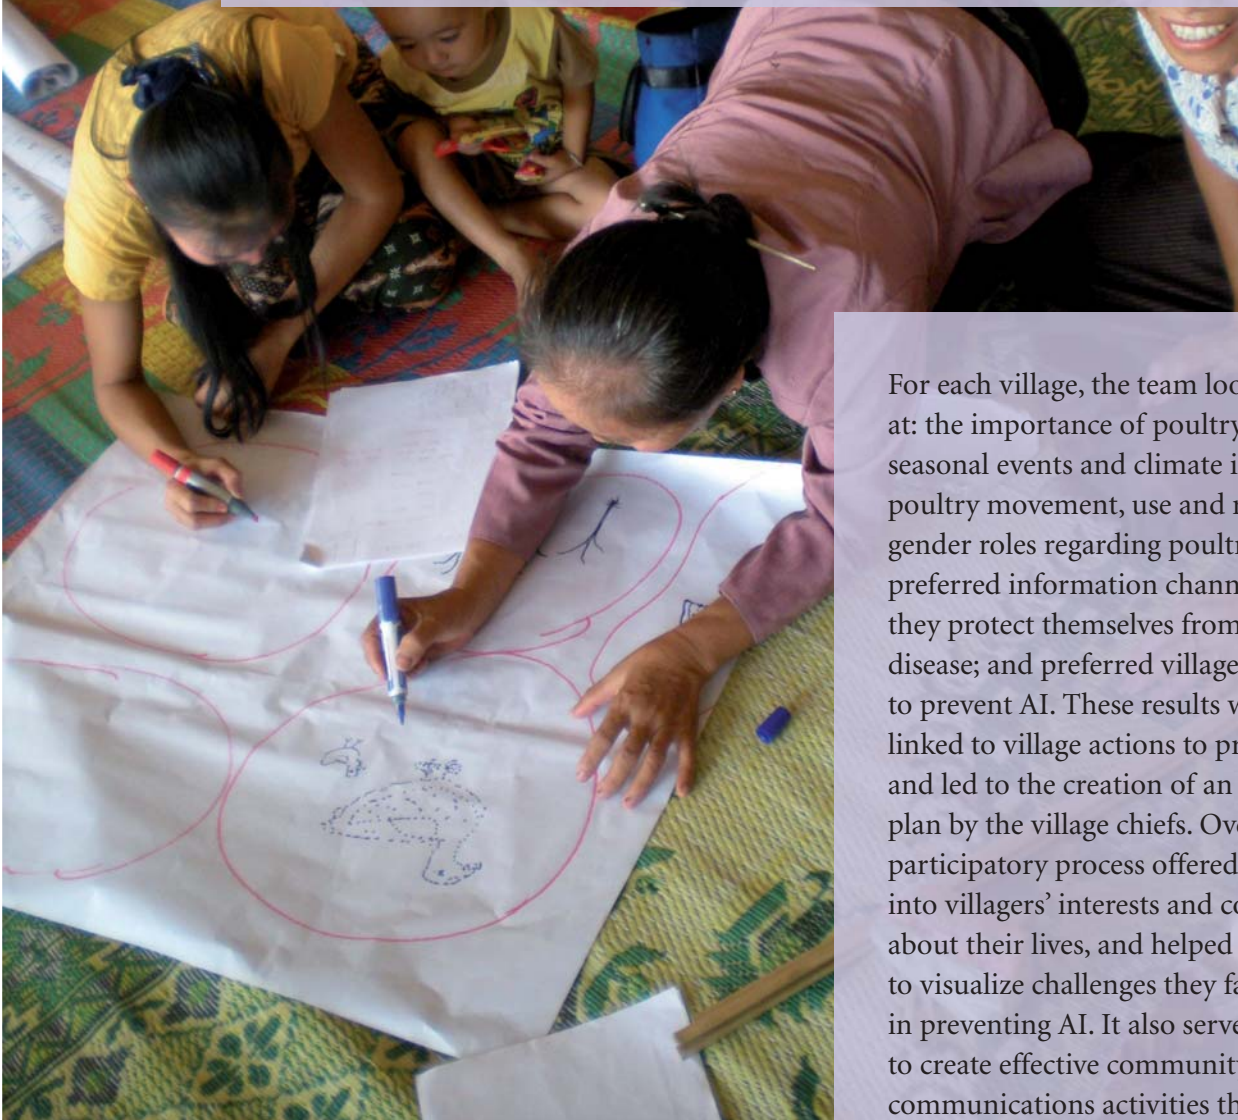 For each village, the team loo
at: the importance of poultry
seasonal events and climate i
poultry movement, use and
gender roles regarding poultr
preferred information chann
they protect themselves from
disease; and preferred village
to prevent AI. These results w
linked to village actions to pr
and led to the creation of an
plan by the village chiefs. Ov
participatory process offered
into villagers’ interests and co
about their lives, and helped
to visualize challenges they fa
in preventing AI. It also serve
to create effective community
communications activities th